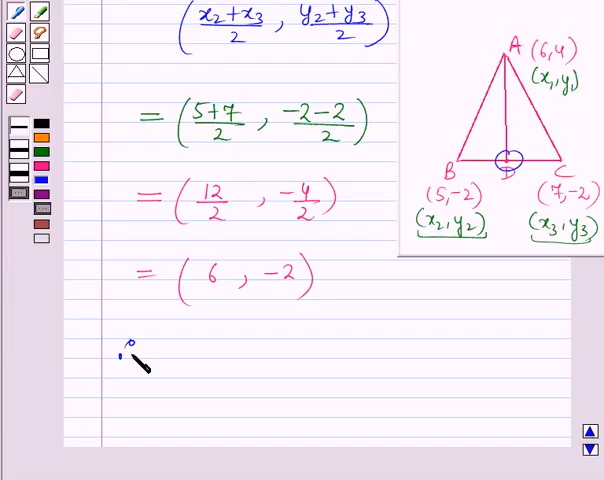 (x2+x3/2 , y2+y3/2)
= (5+7/2 , -2-2/2)
= (12/2 , -4/2)
= (6 , -2)
A (6,4)
(x1,y1)
B D C
(5,-2) (7,-2)
(x2,y2) (x3,y3)